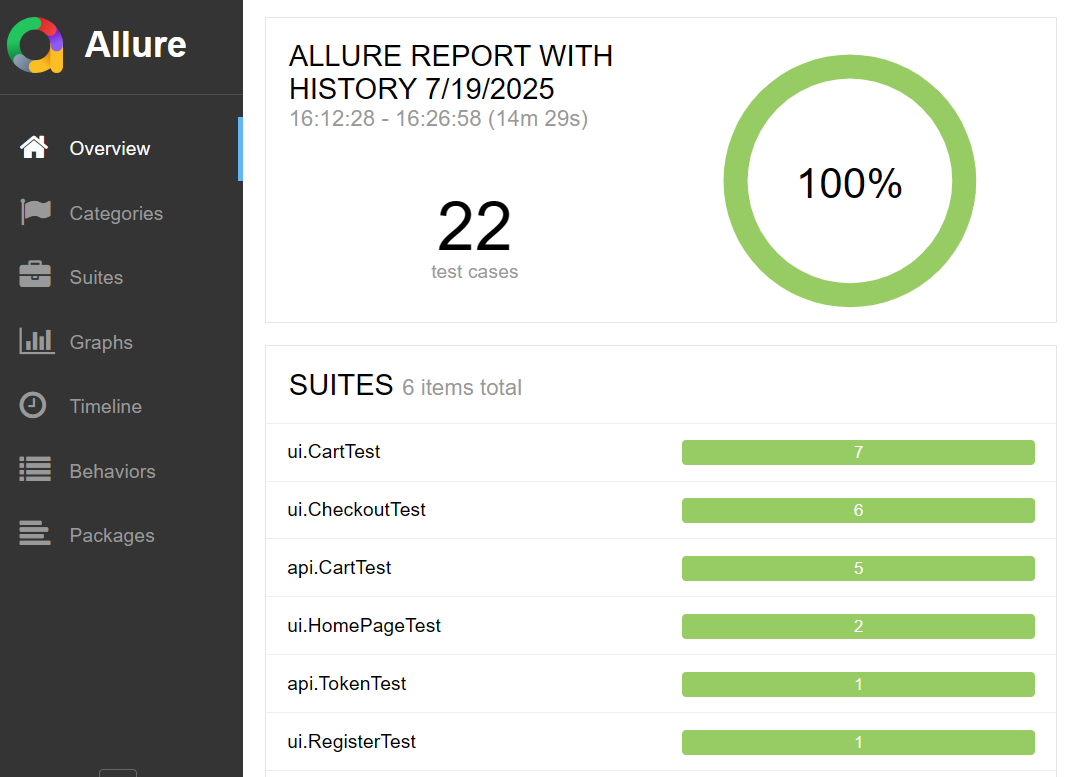 Allure
Overview
Categories
Suites
Graphs
Timeline
Behaviors
Packages
ALLURE REPORT WITH
HISTORY 7/19/2025
16:12:28 - 16:26:58 (14m 29s)
22
test cases
100%
SUITES 6 items total
ui.CartTest 7
ui.CheckoutTest 6
api.CartTest 5
ui.HomePageTest 2
api.TokenTest 1
ui.RegisterTest 1